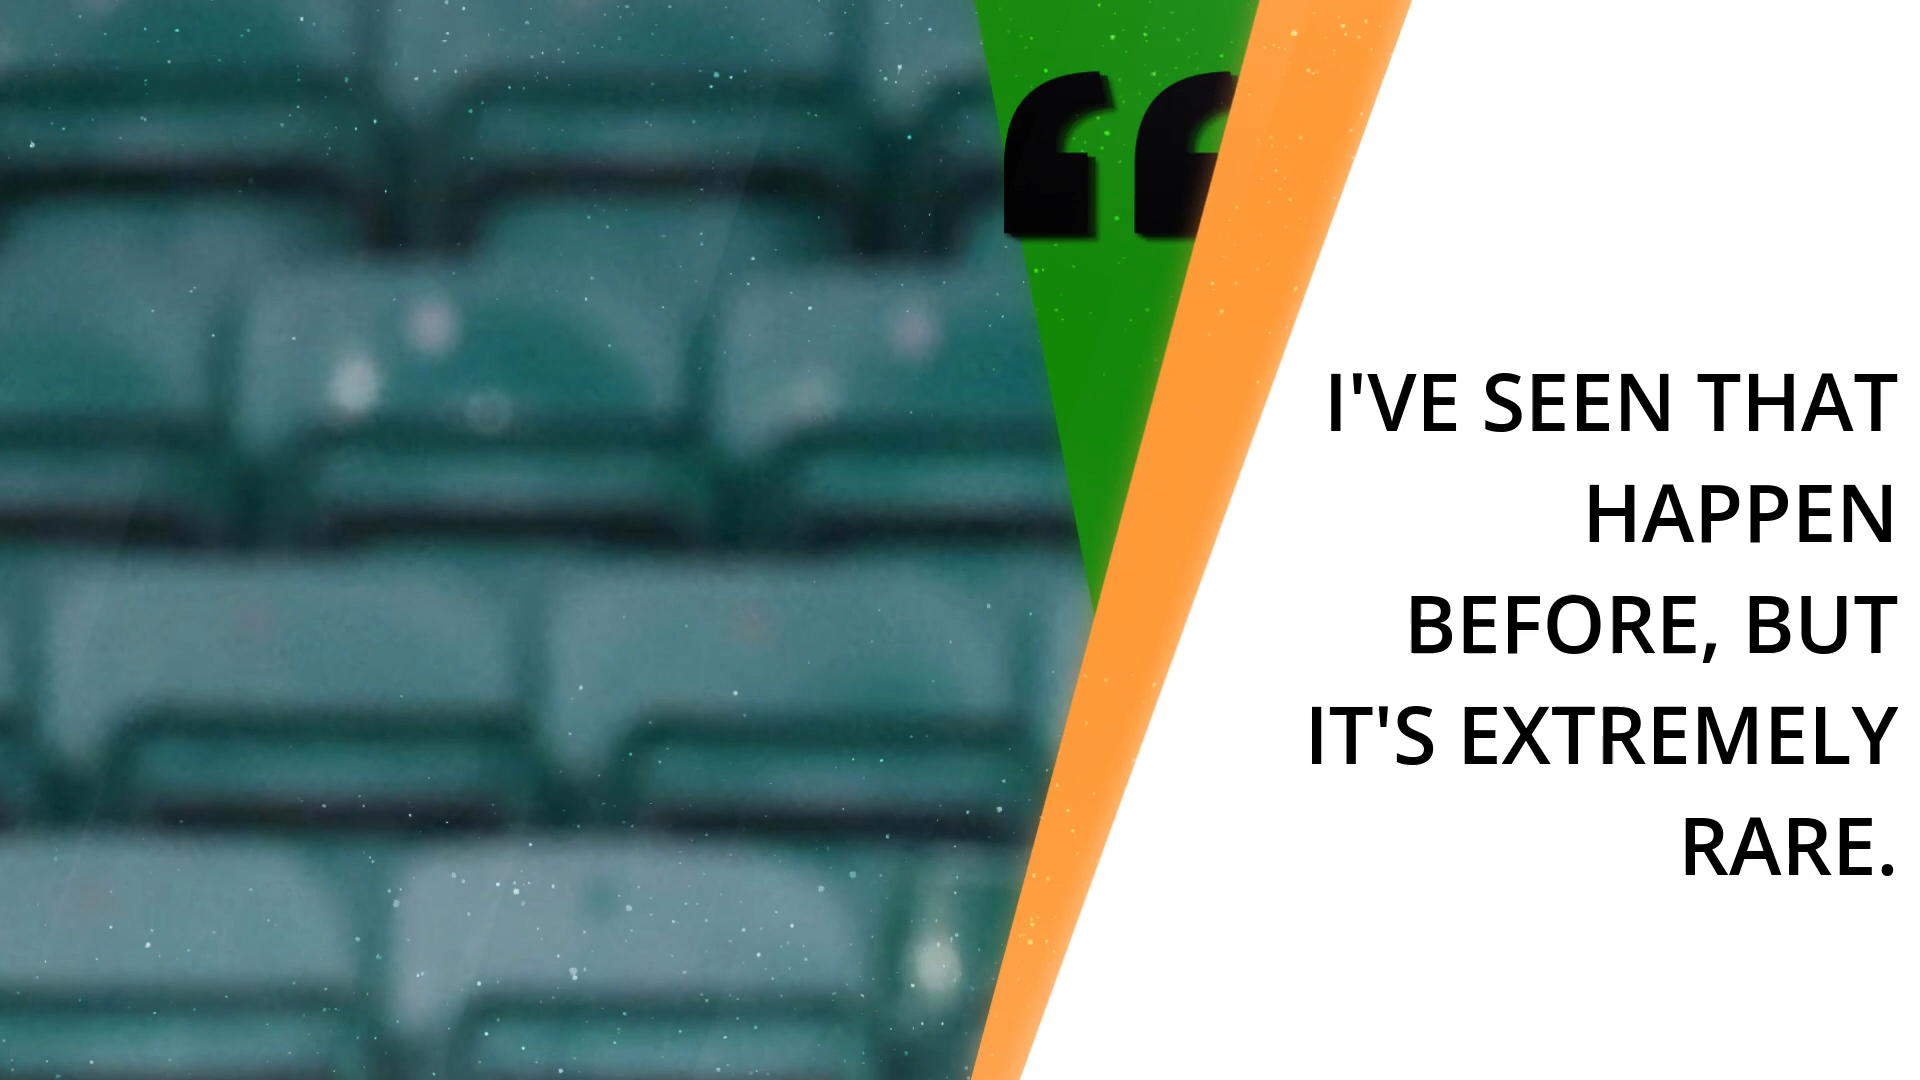 “
I'VE SEEN THAT
HAPPEN
BEFORE, BUT
IT'S EXTREMELY
RARE.